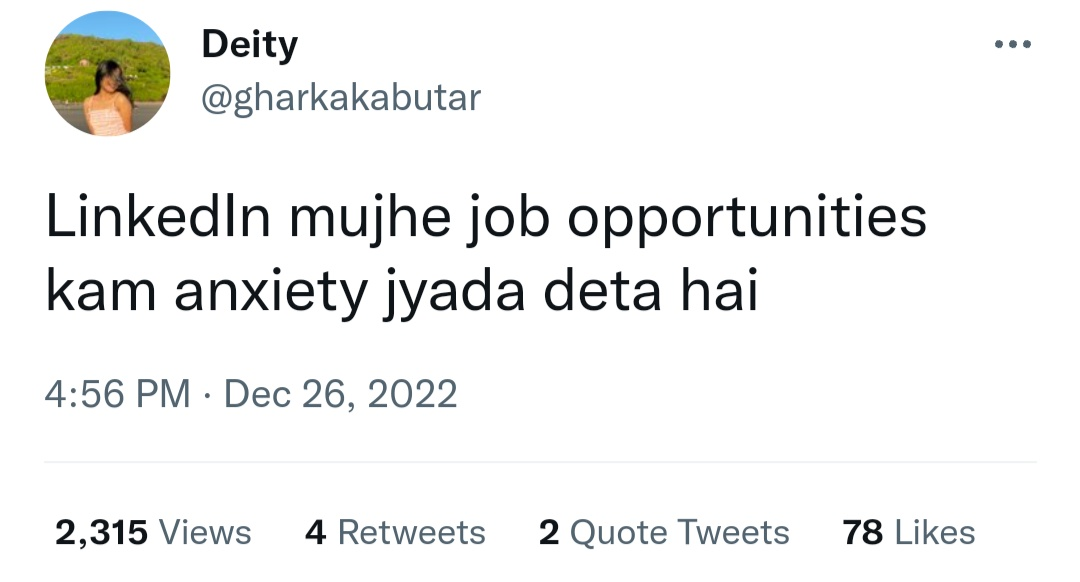 Deity
@gharkakabutar
LinkedIn mujhe job opportunities
kam anxiety jyada deta hai
4:56 PM · Dec 26, 2022
2,315 Views 4 Retweets 2 Quote Tweets 78 Likes